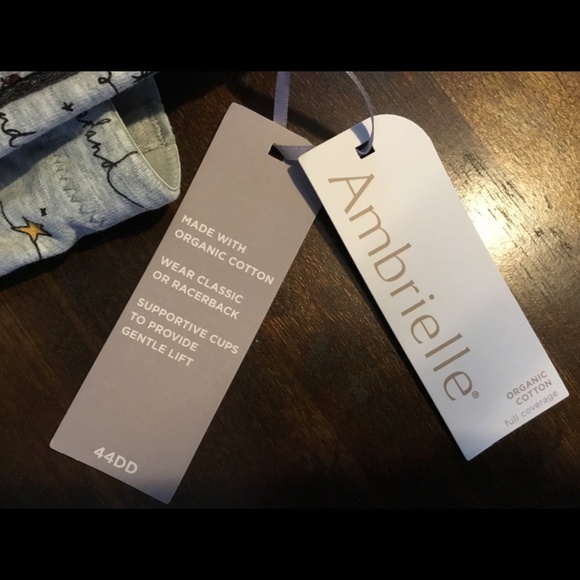 MADE WITH
ORGANIC COTTON
WEAR CLASSIC
OR RACERBACK
SUPPORTIVE CUPS
TO PROVIDE
GENTLE LIFT
44DD
Ambrielle®
ORGANIC
COTTON
full coverage
island